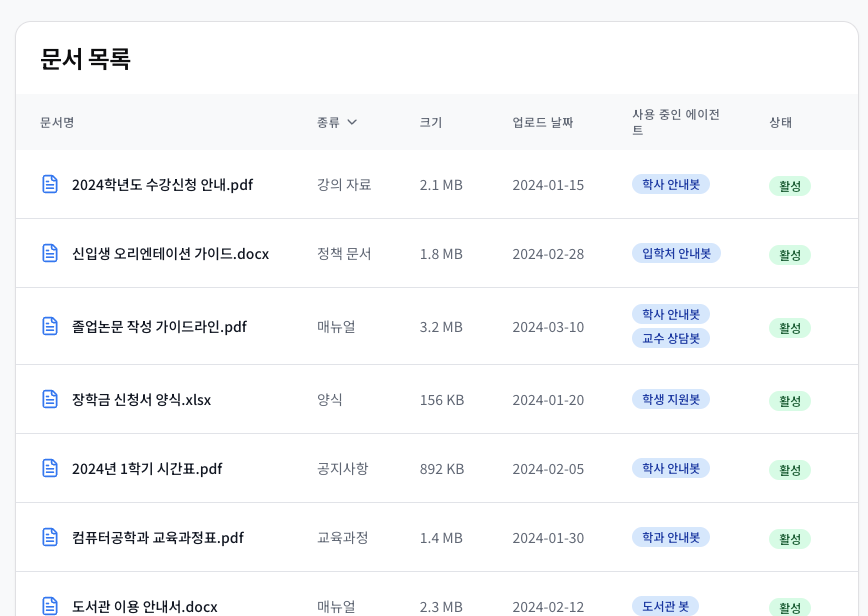 문서 목록
문서명 종류 크기 업로드 날짜 사용 중인 에이전트 상태
2024학년도 수강신청 안내.pdf 강의 자료 2.1 MB 2024-01-15 학사 안내봇 활성
신입생 오리엔테이션 가이드.docx 정책 문서 1.8 MB 2024-02-28 입학처 안내봇 활성
졸업논문 작성 가이드라인.pdf 매뉴얼 3.2 MB 2024-03-10 학사 안내봇 교수 상담봇 활성
장학금 신청서 양식.xlsx 양식 156 KB 2024-01-20 학생 지원봇 활성
2024년 1학기 시간표.pdf 공지사항 892 KB 2024-02-05 학사 안내봇 활성
컴퓨터공학과 교육과정표.pdf 교육과정 1.4 MB 2024-01-30 학과 안내봇 활성
도서관 이용 안내서.docx 매뉴얼 2.3 MB 2024-02-12 도서관 봇 활성